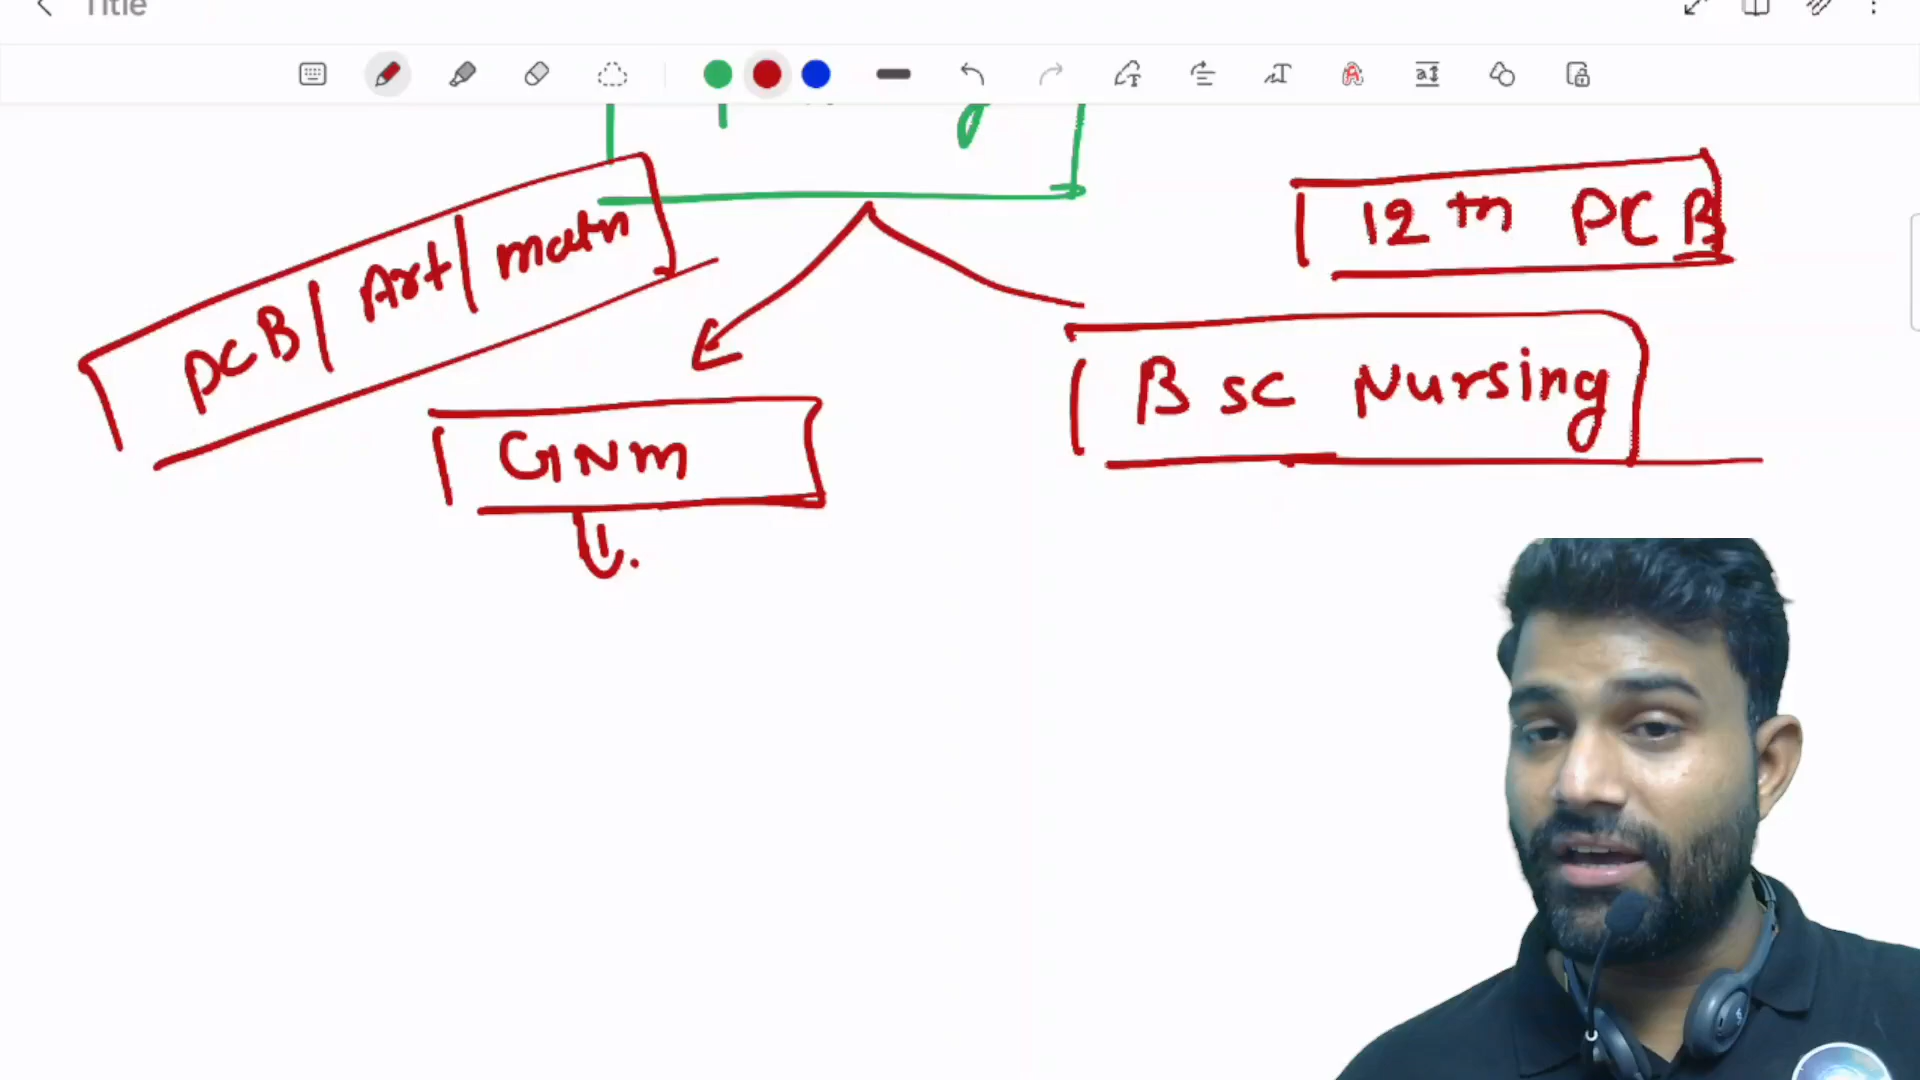 Title
12th PCB
PCB/ Art/ math
B sc Nursing
GNm